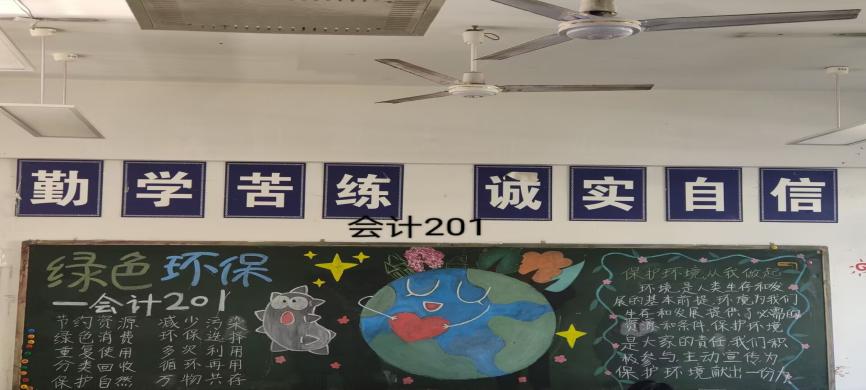 勤学苦练 诚实自信
会计201
绿色环保
一会计201
节约资源 减少污染
绿色消费 环保选择
重复使用 多次利用
分类回收 循环再用
保护自然 万物共存
保护环境,从我做起
环境,是人类生存和发
展的基本前提,环境为我们
生存和发展提供了必需的
资源和条件,保护环境
是大家的责任,我们积
极参与,主动宣传为
保护环境献出一份力